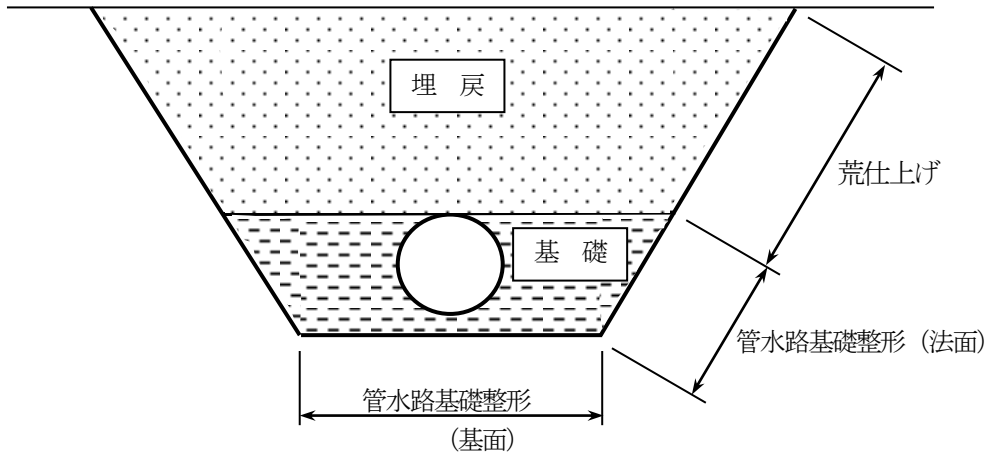 埋　戻
荒仕上げ
基　礎
管水路基礎整形（法面）
管水路基礎整形
（基面）